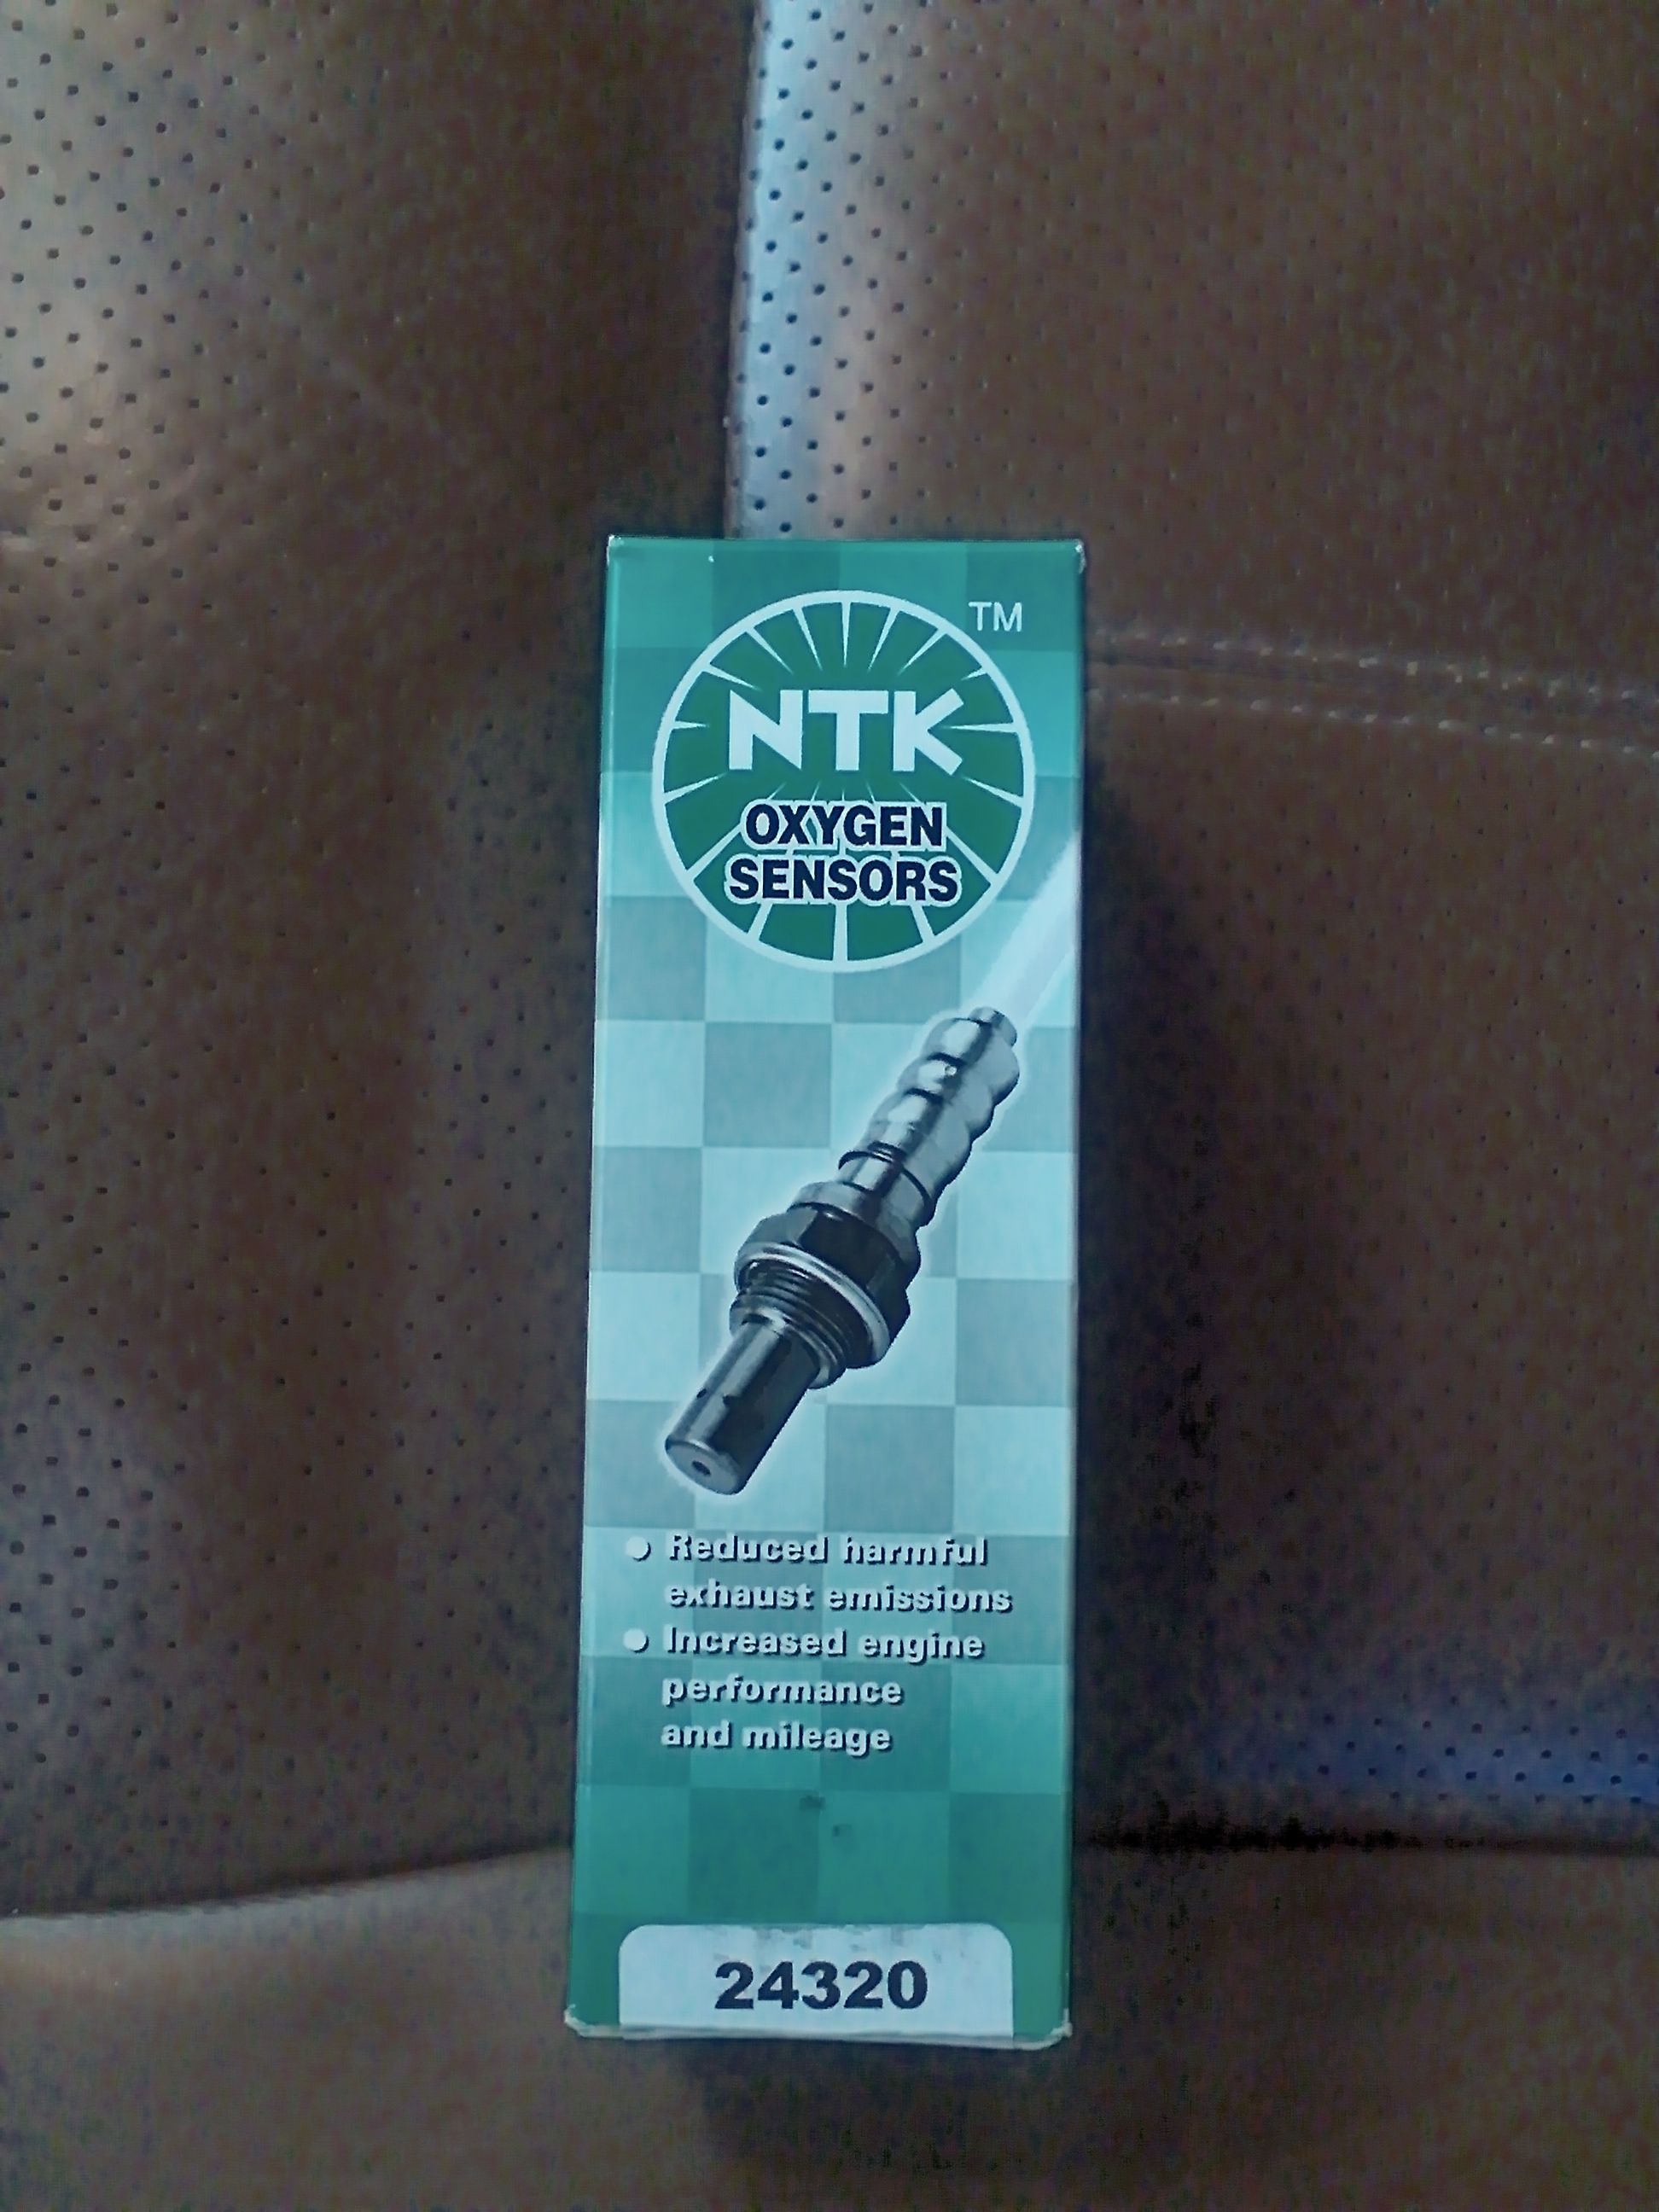 TM
NTK
OXYGEN
SENSORS
● Reduced harmful
exhaust emissions
● Increased engine
performance
and mileage
24320